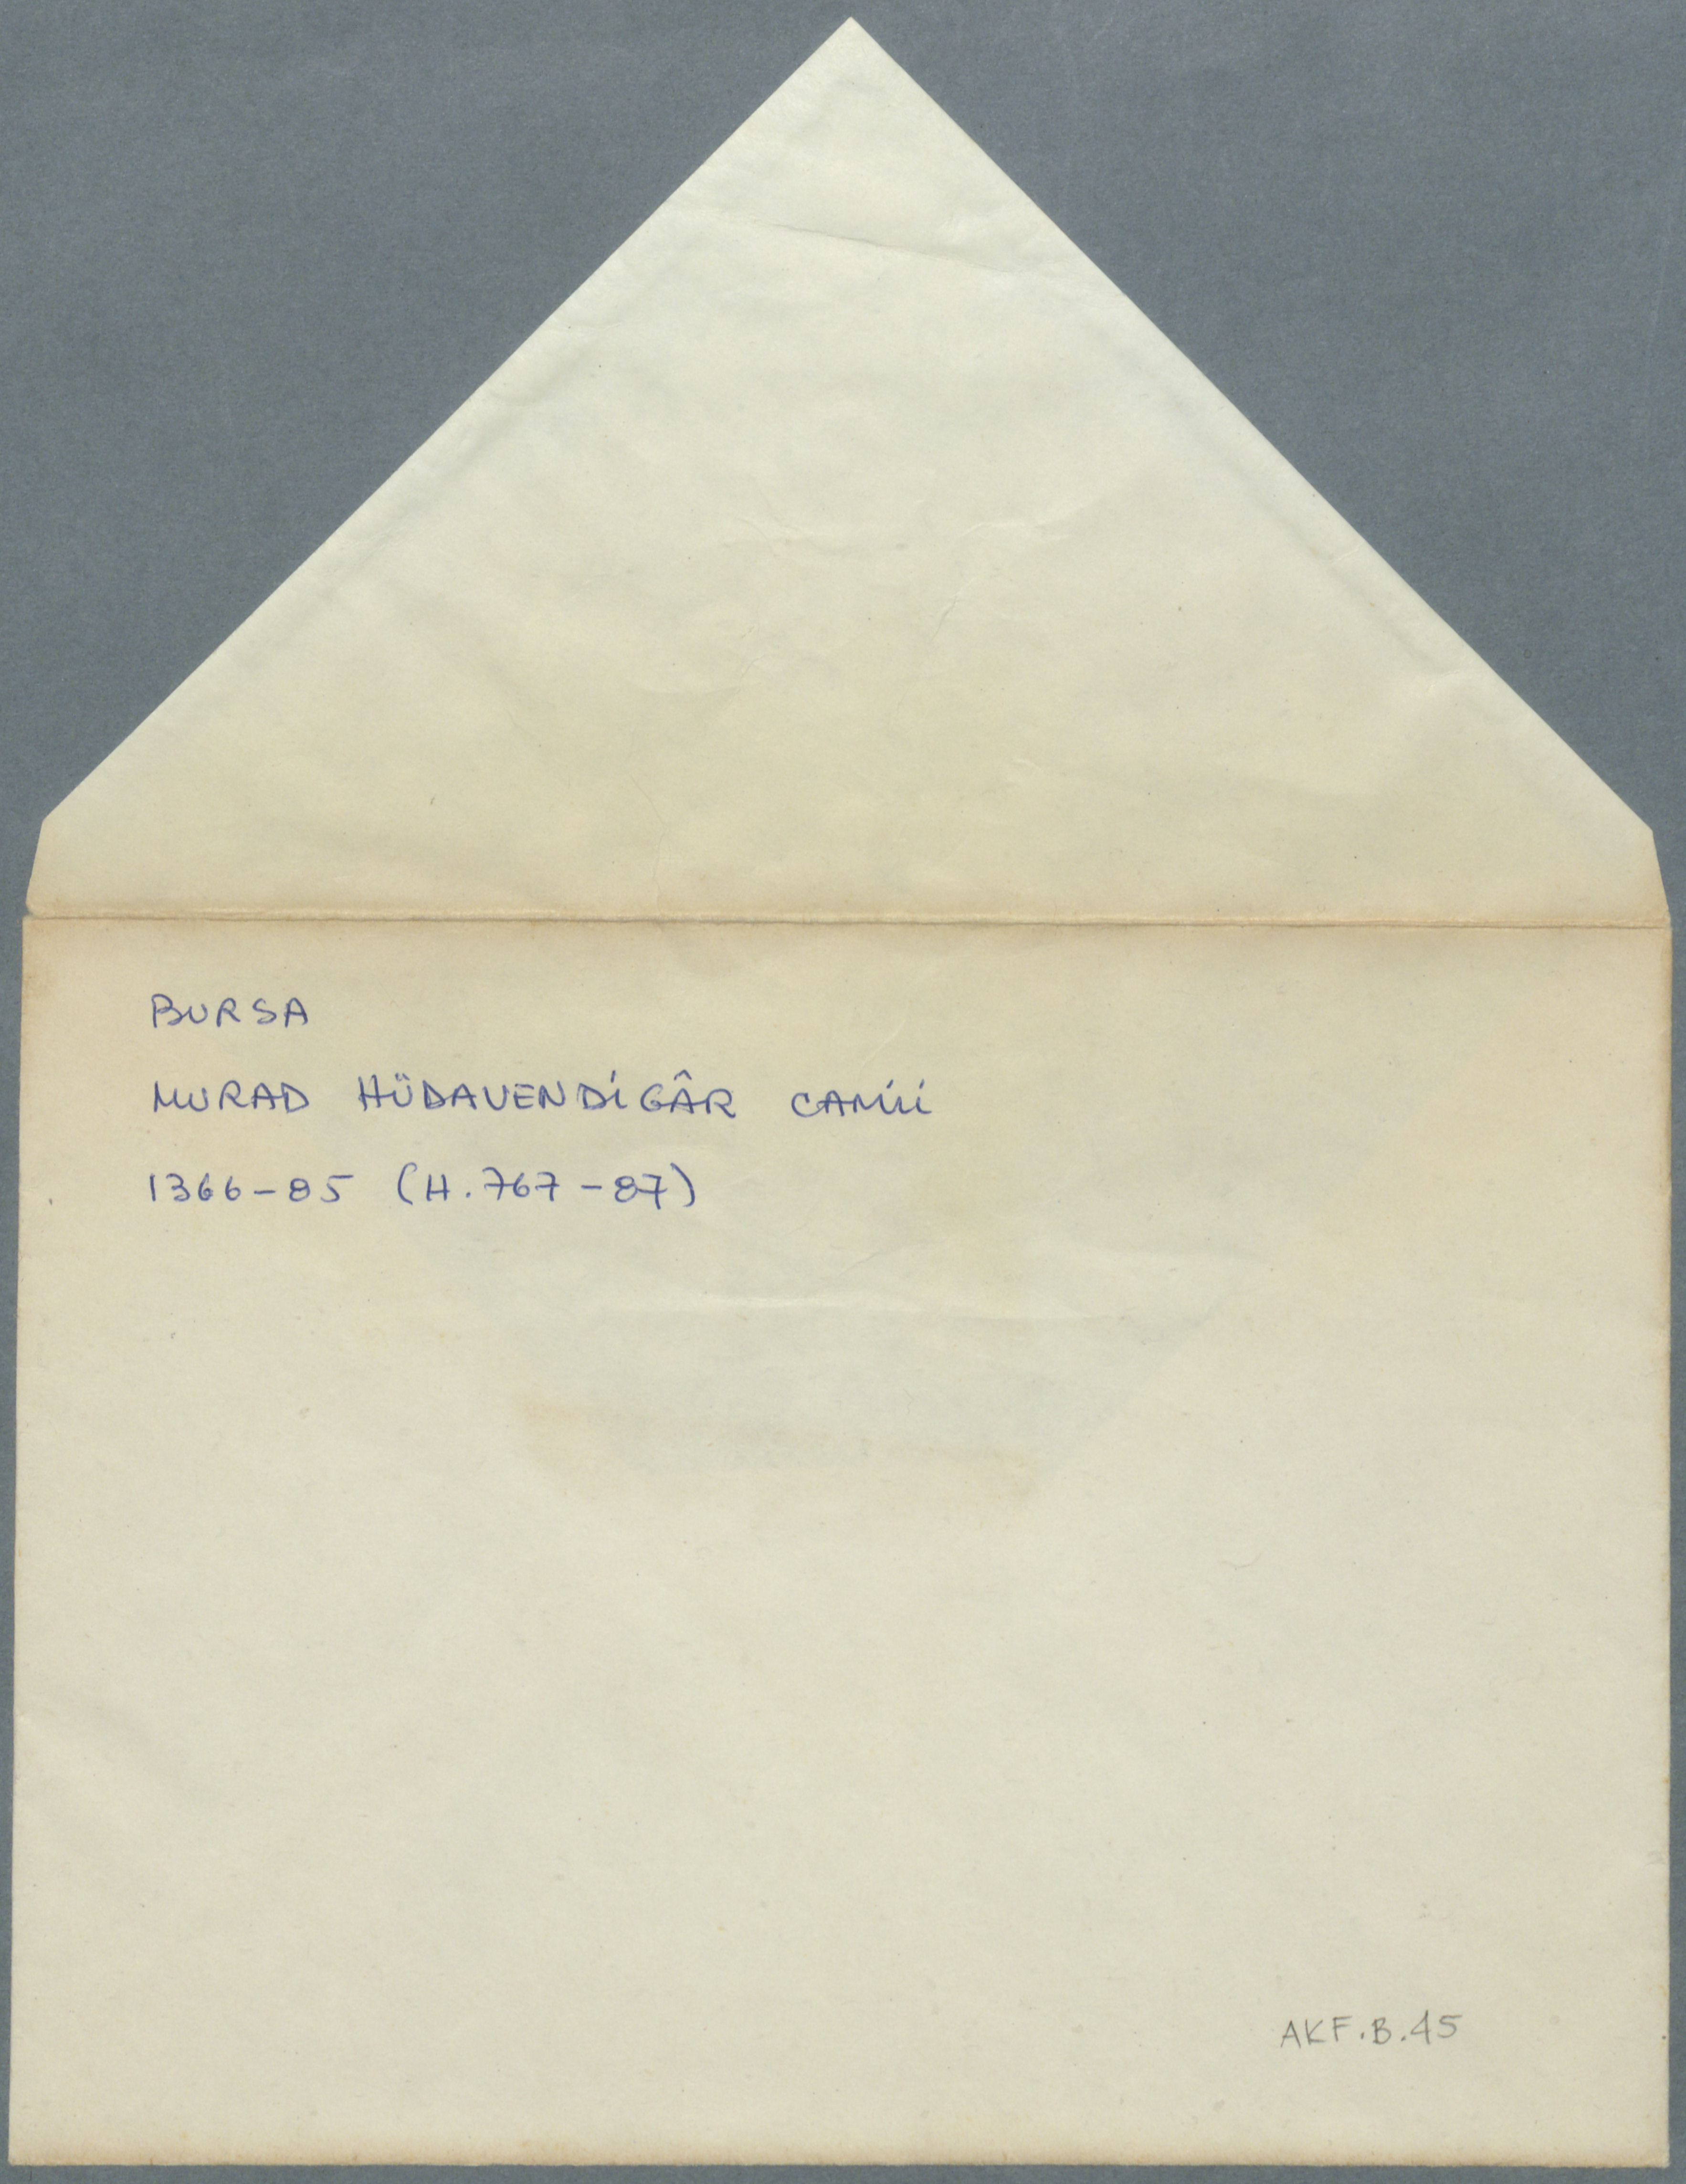 BURSA
MURAD HÜDAVENDİGÂR CAMİİ
1366-85 (H.767-87)
AKF.B.45